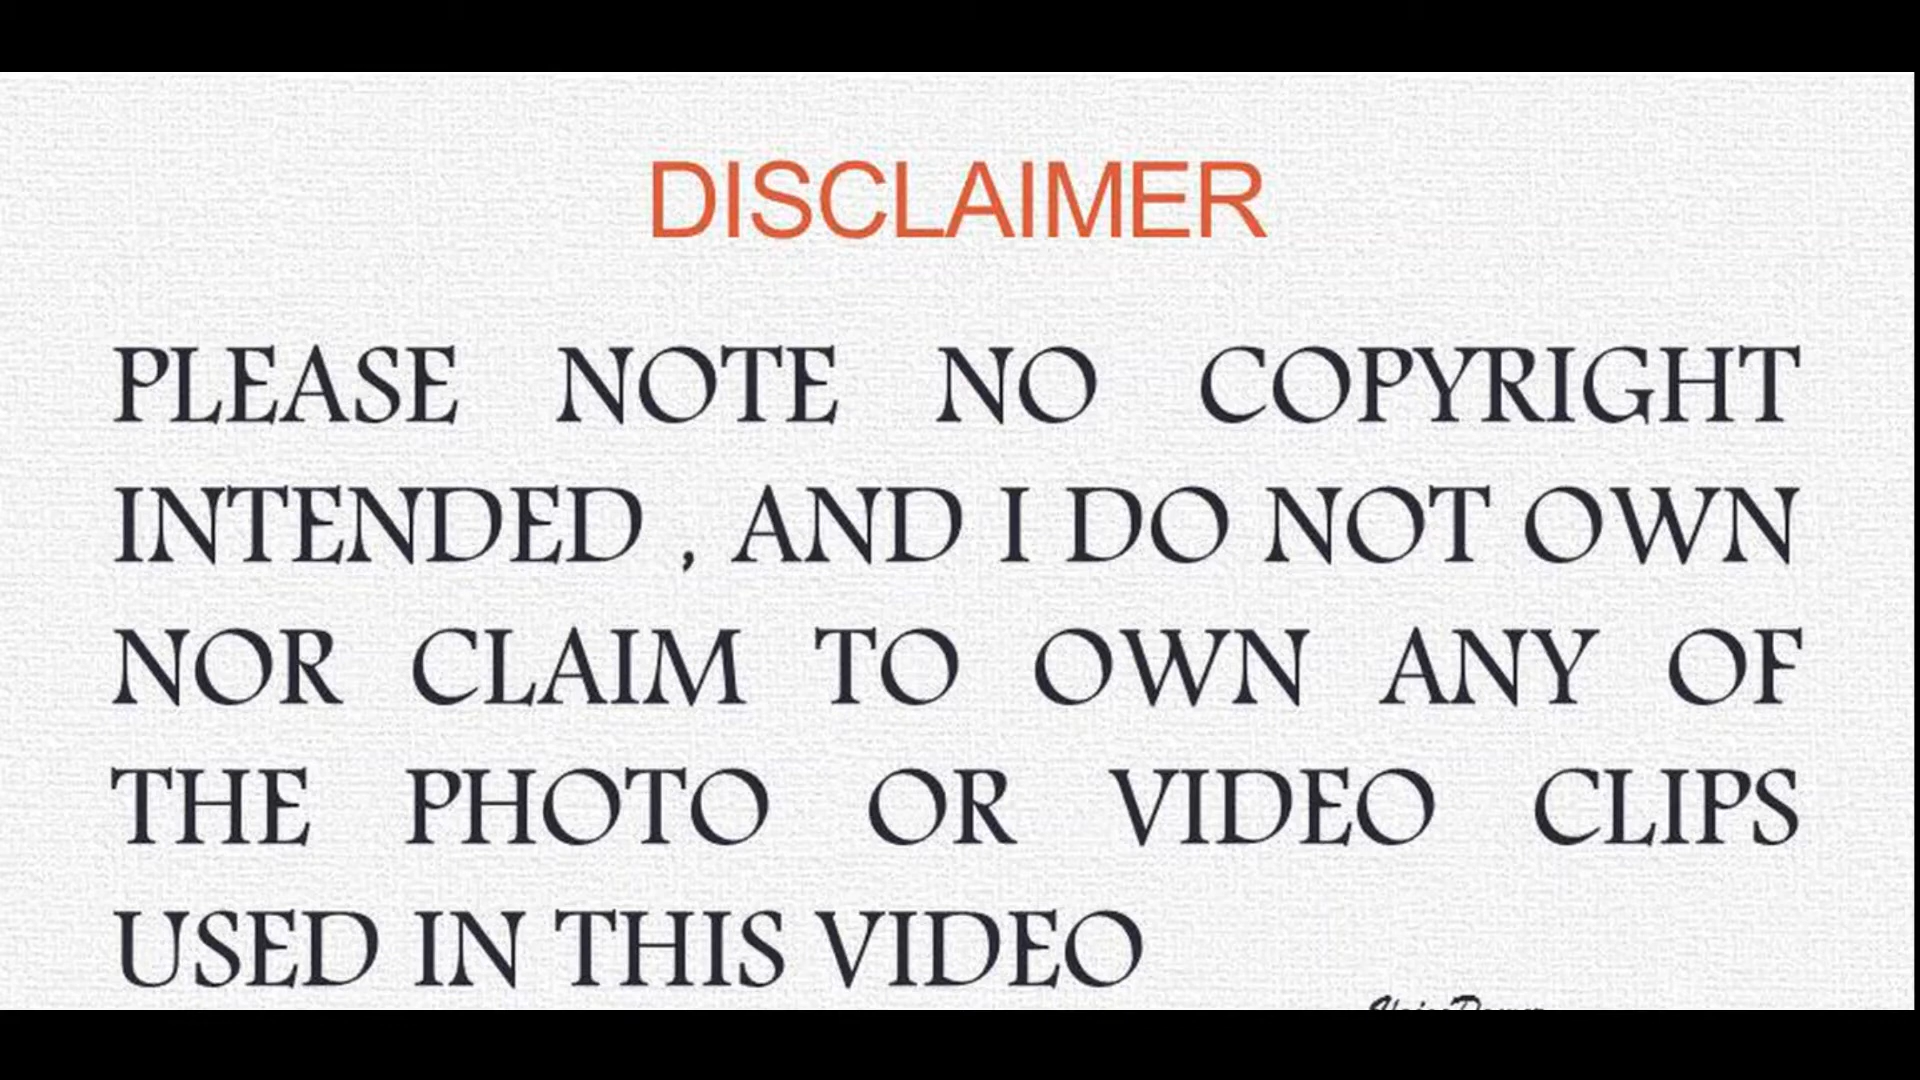 DISCLAIMER
PLEASE NOTE NO COPYRIGHT
INTENDED , AND I DO NOT OWN
NOR CLAIM TO OWN ANY OF
THE PHOTO OR VIDEO CLIPS
USED IN THIS VIDEO